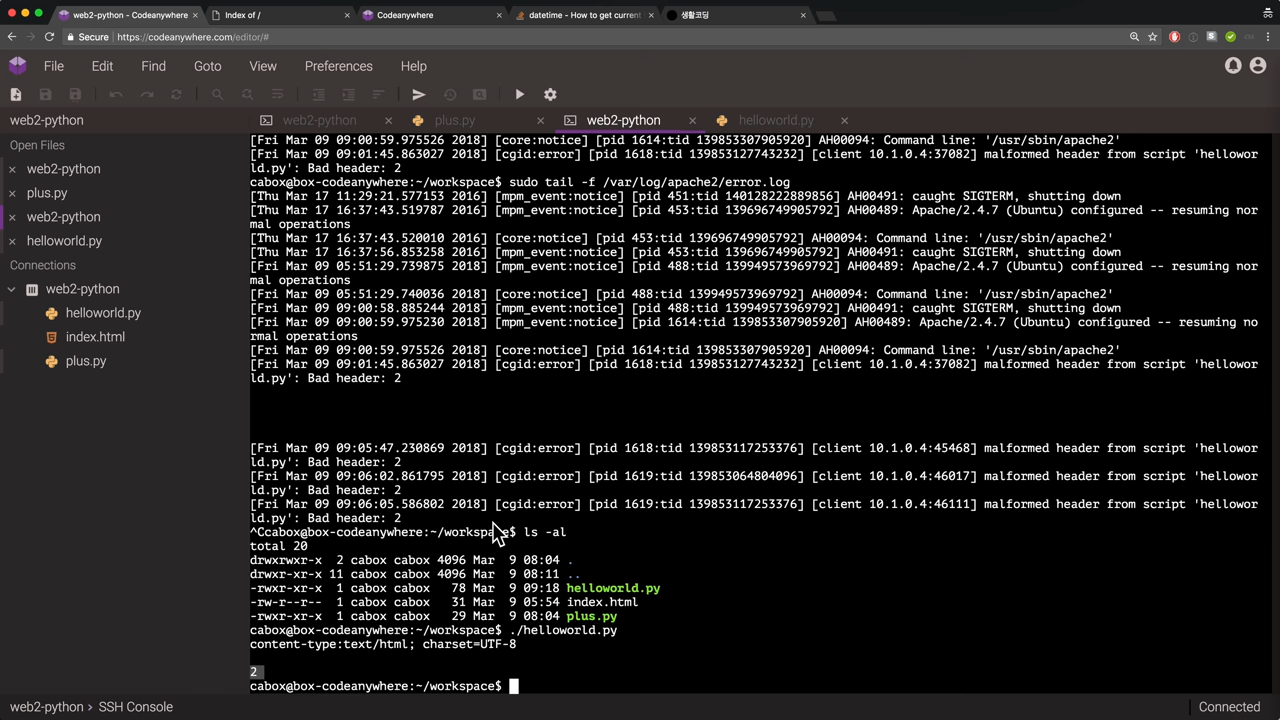 web2-python - Codeanywhere
Index of /
Codeanywhere
datetime - How to get current
생활코딩
Secure https://codeanywhere.com/editor/#
File Edit Find Goto View Preferences Help
web2-python
web2-python
plus.py
web2-python
helloworld.py
Open Files
web2-python
plus.py
web2-python
helloworld.py
Connections
web2-python
helloworld.py
index.html
plus.py
[Fri Mar 09 09:00:59.975526 2018] [core:notice] [pid 1614:tid 139853307905920] AH00094: Command line: '/usr/sbin/apache2'
[Fri Mar 09 09:01:45.863027 2018] [cgid:error] [pid 1618:tid 139853127743232] [client 10.1.0.4:37082] malformed header from script 'hellowor
ld.py': Bad header: 2
cabox@box-codeanywhere:~/workspace$ sudo tail -f /var/log/apache2/error.log
[Thu Mar 17 11:29:21.577153 2016] [mpm_event:notice] [pid 451:tid 140128222889856] AH00491: caught SIGTERM, shutting down
[Thu Mar 17 16:37:43.519787 2016] [mpm_event:notice] [pid 453:tid 139696749905792] AH00489: Apache/2.4.7 (Ubuntu) configured -- resuming nor
mal operations
[Thu Mar 17 16:37:43.520010 2016] [core:notice] [pid 453:tid 139696749905792] AH00094: Command line: '/usr/sbin/apache2'
[Thu Mar 17 16:37:56.853258 2016] [mpm_event:notice] [pid 453:tid 139696749905792] AH00491: caught SIGTERM, shutting down
[Fri Mar 09 05:51:29.739875 2018] [mpm_event:notice] [pid 488:tid 139949573969792] AH00489: Apache/2.4.7 (Ubuntu) configured -- resuming nor
mal operations
[Fri Mar 09 05:51:29.740036 2018] [core:notice] [pid 488:tid 139949573969792] AH00094: Command line: '/usr/sbin/apache2'
[Fri Mar 09 09:00:58.885244 2018] [mpm_event:notice] [pid 488:tid 139949573969792] AH00491: caught SIGTERM, shutting down
[Fri Mar 09 09:00:59.975230 2018] [mpm_event:notice] [pid 1614:tid 139853307905920] AH00489: Apache/2.4.7 (Ubuntu) configured -- resuming no
rmal operations
[Fri Mar 09 09:00:59.975526 2018] [core:notice] [pid 1614:tid 139853307905920] AH00094: Command line: '/usr/sbin/apache2'
[Fri Mar 09 09:01:45.863027 2018] [cgid:error] [pid 1618:tid 139853127743232] [client 10.1.0.4:37082] malformed header from script 'hellowor
ld.py': Bad header: 2
[Fri Mar 09 09:05:47.230869 2018] [cgid:error] [pid 1618:tid 139853117253376] [client 10.1.0.4:45468] malformed header from script 'hellowor
ld.py': Bad header: 2
[Fri Mar 09 09:06:02.861795 2018] [cgid:error] [pid 1619:tid 139853064804096] [client 10.1.0.4:46017] malformed header from script 'hellowor
ld.py': Bad header: 2
[Fri Mar 09 09:06:05.586802 2018] [cgid:error] [pid 1619:tid 139853117253376] [client 10.1.0.4:46111] malformed header from script 'hellowor
ld.py': Bad header: 2
^Ccabox@box-codeanywhere:~/workspace$ ls -al
total 20
drwxrwxr-x 2 cabox cabox 4096 Mar 9 08:04 .
drwxr-xr-x 11 cabox cabox 4096 Mar 9 08:11 ..
-rwxr-xr-x 1 cabox cabox 78 Mar 9 09:18 helloworld.py
-rw-r--r-- 1 cabox cabox 31 Mar 9 05:54 index.html
-rwxr-xr-x 1 cabox cabox 29 Mar 9 08:04 plus.py
cabox@box-codeanywhere:~/workspace$ ./helloworld.py
content-type:text/html; charset=UTF-8
2
cabox@box-codeanywhere:~/workspace$
web2-python > SSH Console
Connected